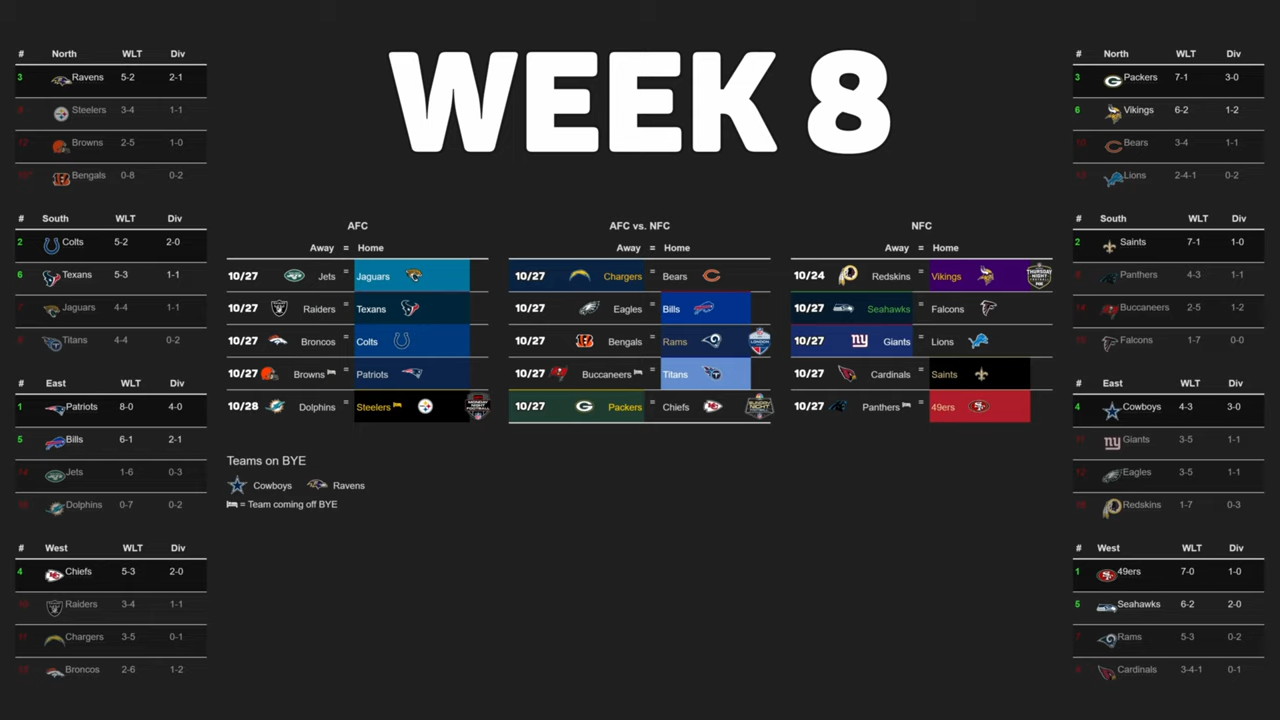 WEEK 8
# North WLT Div
3 Ravens 5-2 2-1
Steelers 3-4 1-1
Browns 2-5 1-0
Bengals 0-8 0-2
# South WLT Div
2 Colts 5-2 2-0
6 Texans 5-3 1-1
7 Jaguars 4-4 1-1
8 Titans 4-4 0-2
# East WLT Div
1 Patriots 8-0 4-0
5 Bills 6-1 2-1
Jets 1-6 0-3
Dolphins 0-7 0-2
# West WLT Div
4 Chiefs 5-3 2-0
Raiders 3-4 1-1
Chargers 3-5 0-1
Broncos 2-6 1-2
AFC
Away = Home
10/27 Jets = Jaguars
10/27 Raiders = Texans
10/27 Broncos = Colts
10/27 Browns = Patriots
10/28 Dolphins = Steelers
AFC vs. NFC
Away = Home
10/27 Chargers = Bears
10/27 Eagles = Bills
10/27 Bengals = Rams
10/27 Buccaneers = Titans
10/27 Packers = Chiefs
NFC
Away = Home
10/24 Redskins = Vikings
10/27 Seahawks = Falcons
10/27 Giants = Lions
10/27 Cardinals = Saints
10/27 Panthers = 49ers
Teams on BYE
Cowboys Ravens
= Team coming off BYE
# North WLT Div
3 Packers 7-1 3-0
6 Vikings 6-2 1-2
Bears 3-4 1-1
Lions 2-4-1 0-2
# South WLT Div
2 Saints 7-1 1-0
Panthers 4-3 1-1
Buccaneers 2-5 1-2
Falcons 1-7 0-0
# East WLT Div
4 Cowboys 4-3 3-0
Giants 3-5 1-1
Eagles 3-5 1-1
Redskins 1-7 0-3
# West WLT Div
1 49ers 7-0 1-0
5 Seahawks 6-2 2-0
7 Rams 5-3 0-2
Cardinals 3-4-1 0-1